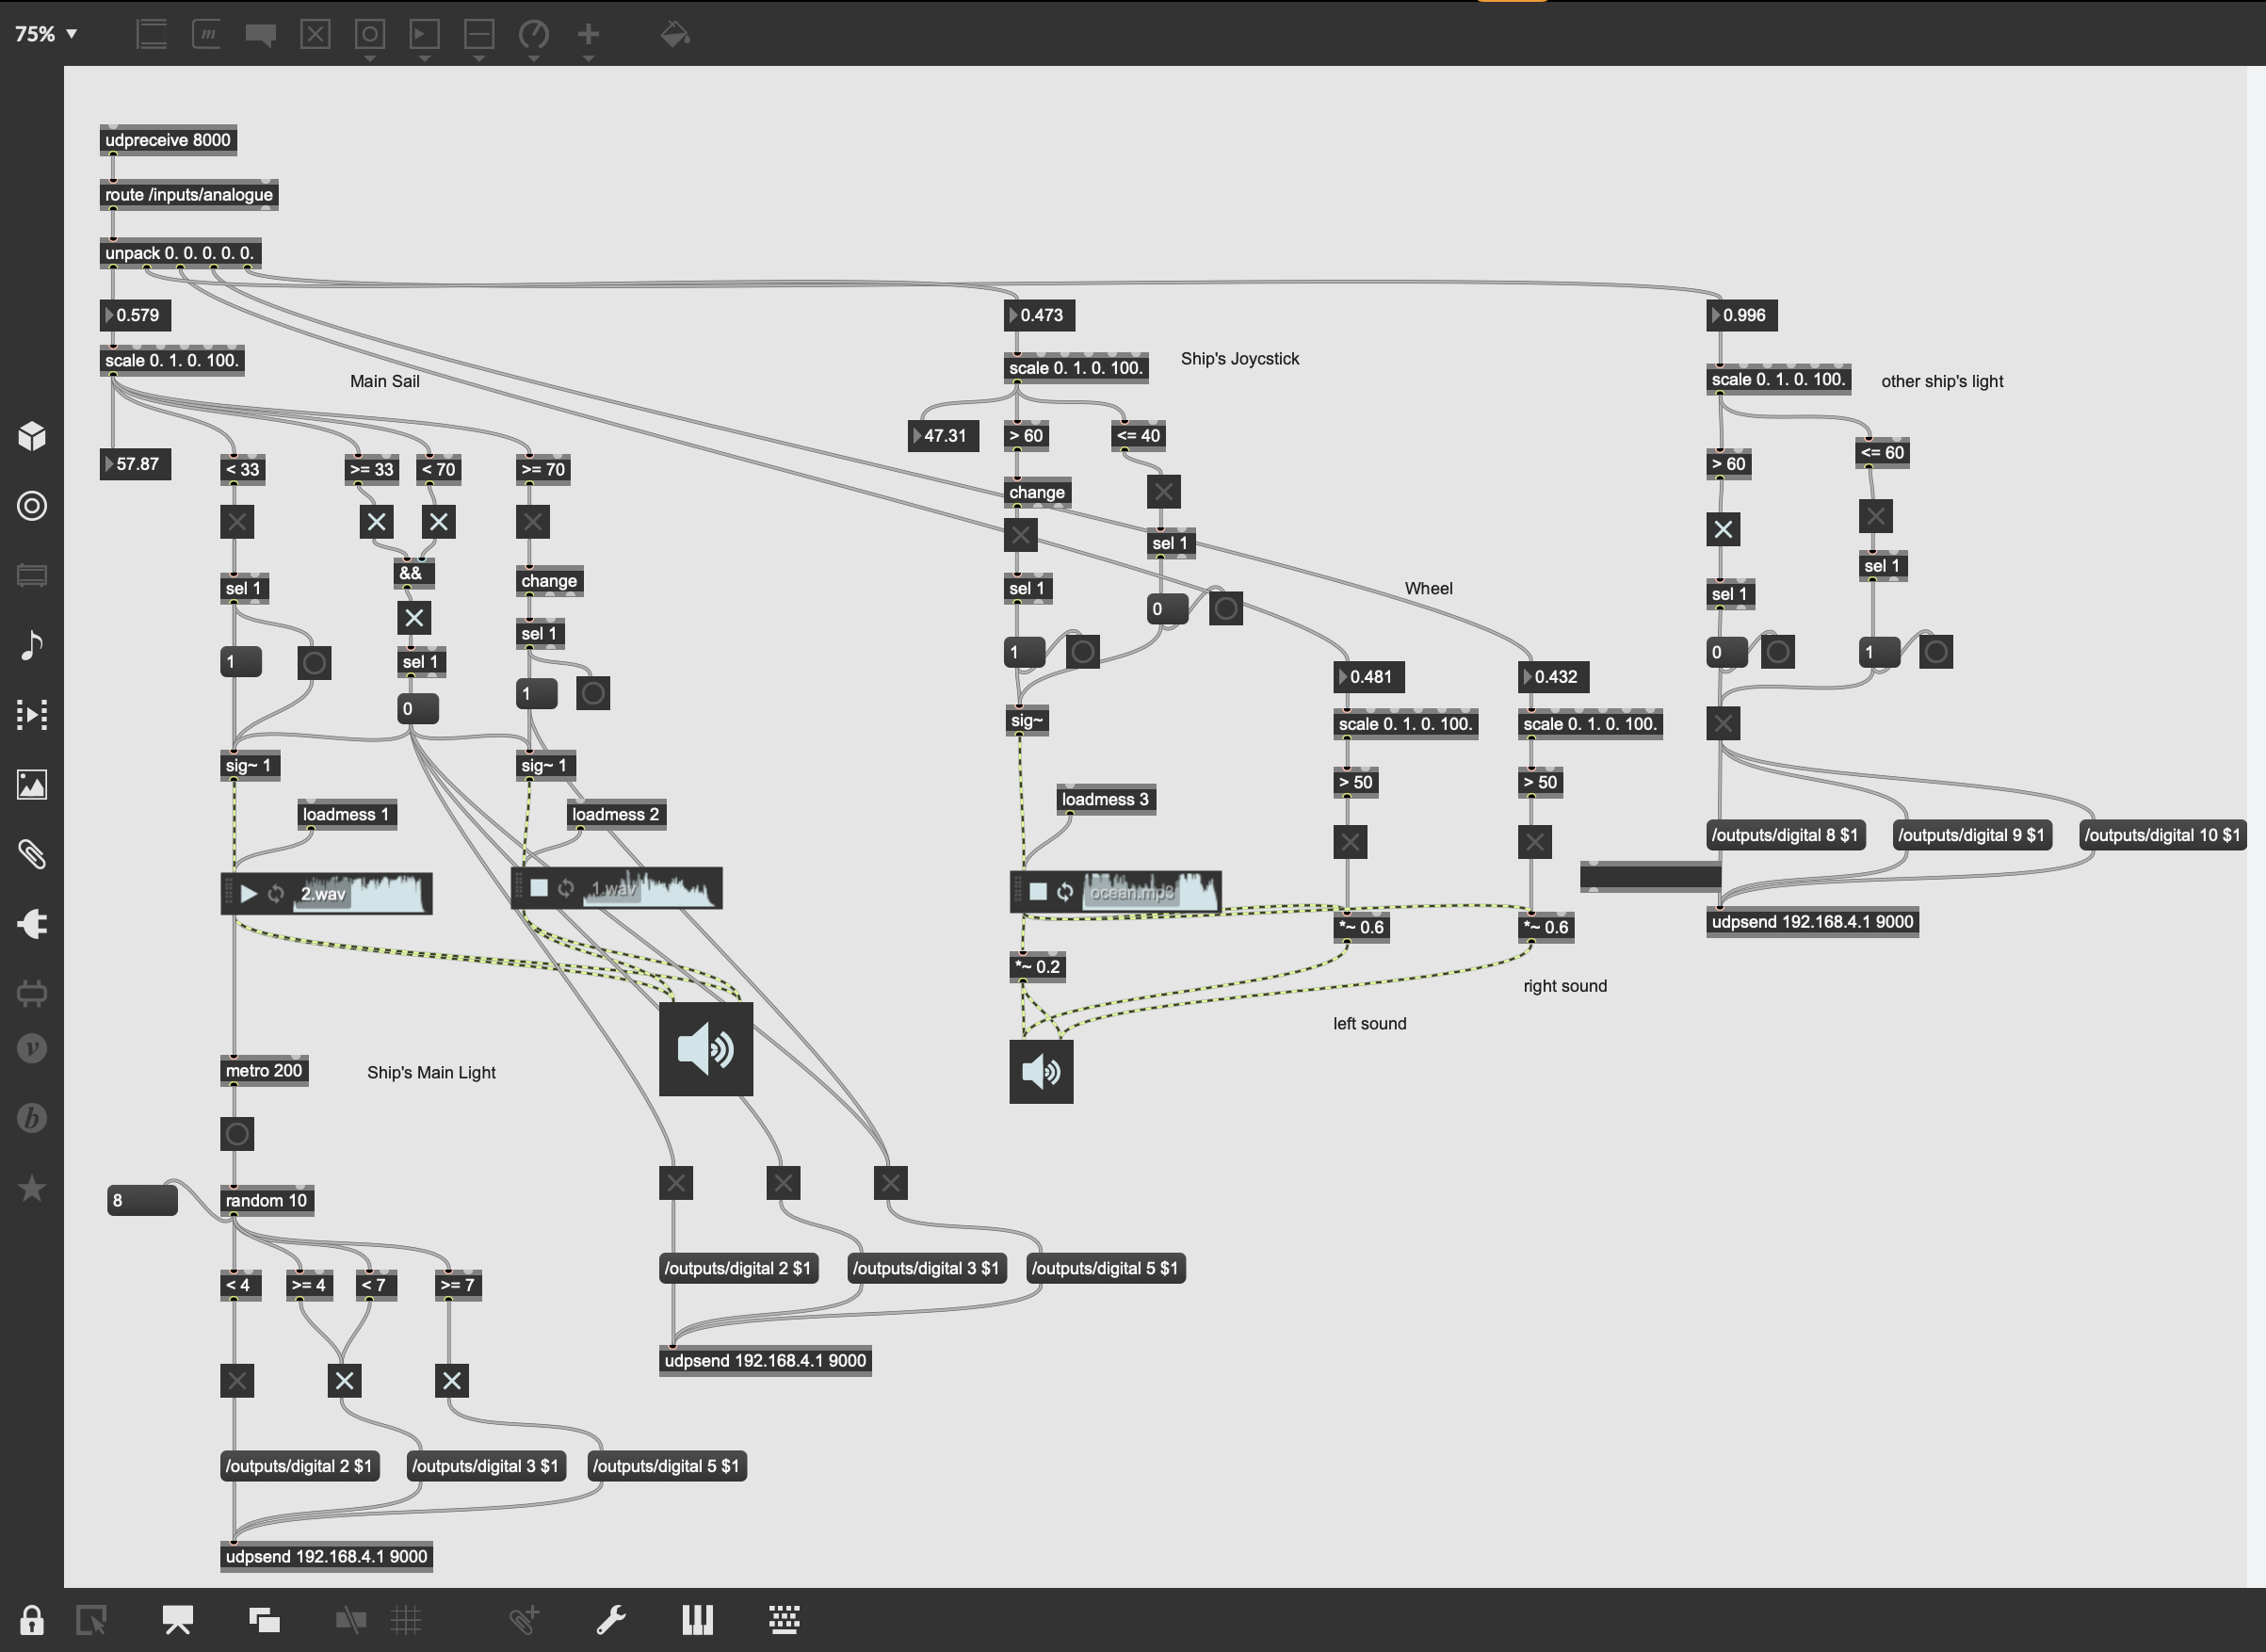 75%
m
udpreceive 8000
route /inputs/analogue
unpack 0. 0. 0. 0. 0.
0.579
scale 0. 1. 0. 100.
Main Sail
57.87
< 33
>= 33
< 70
>= 70
&&
change
sel 1
sel 1
sel 1
1
0
1
sig~ 1
sig~ 1
loadmess 1
loadmess 2
2.wav
1.wav
metro 200
Ship's Main Light
random 10
8
< 4
>= 4
< 7
>= 7
/outputs/digital 2 $1
/outputs/digital 3 $1
/outputs/digital 5 $1
udpsend 192.168.4.1 9000
/outputs/digital 2 $1
/outputs/digital 3 $1
/outputs/digital 5 $1
udpsend 192.168.4.1 9000
0.473
scale 0. 1. 0. 100.
Ship's Joycstick
47.31
> 60
<= 40
change
sel 1
sel 1
0
1
sig~
loadmess 3
ocean.mp3
*~ 0.2
Wheel
0.481
0.432
scale 0. 1. 0. 100.
scale 0. 1. 0. 100.
> 50
> 50
*~ 0.6
*~ 0.6
right sound
left sound
0.996
scale 0. 1. 0. 100.
other ship's light
> 60
<= 60
sel 1
sel 1
0
1
/outputs/digital 8 $1
/outputs/digital 9 $1
/outputs/digital 10 $1
udpsend 192.168.4.1 9000
v
b